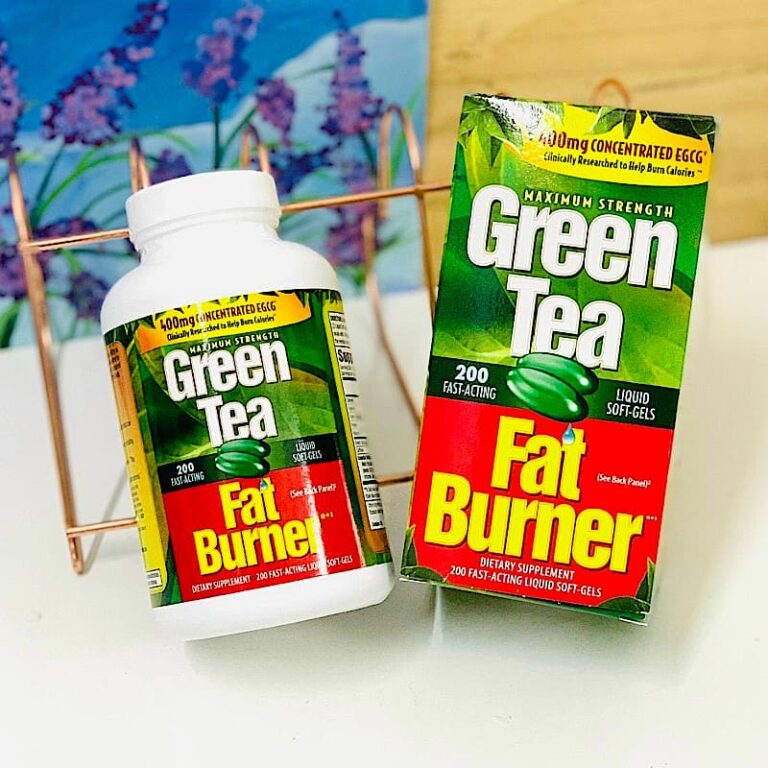 400mg CONCENTRATED EGCG*
Clinically Researched to Help Burn Calories**
MAXIMUM STRENGTH
Green
Tea
200
FAST-ACTING
LIQUID
SOFT-GELS
Fat
(See Back Panel)‡
Burner
DIETARY SUPPLEMENT
200 FAST-ACTING LIQUID SOFT-GELS
400mg CONCENTRATED EGCG*
Clinically Researched to Help Burn Calories*
MAXIMUM STRENGTH
Green
Tea
200
FAST-ACTING
LIQUID
SOFT-GELS
Fat
(See Back Panel)‡
Burner
DIETARY SUPPLEMENT 200 FAST-ACTING LIQUID SOFT-GELS